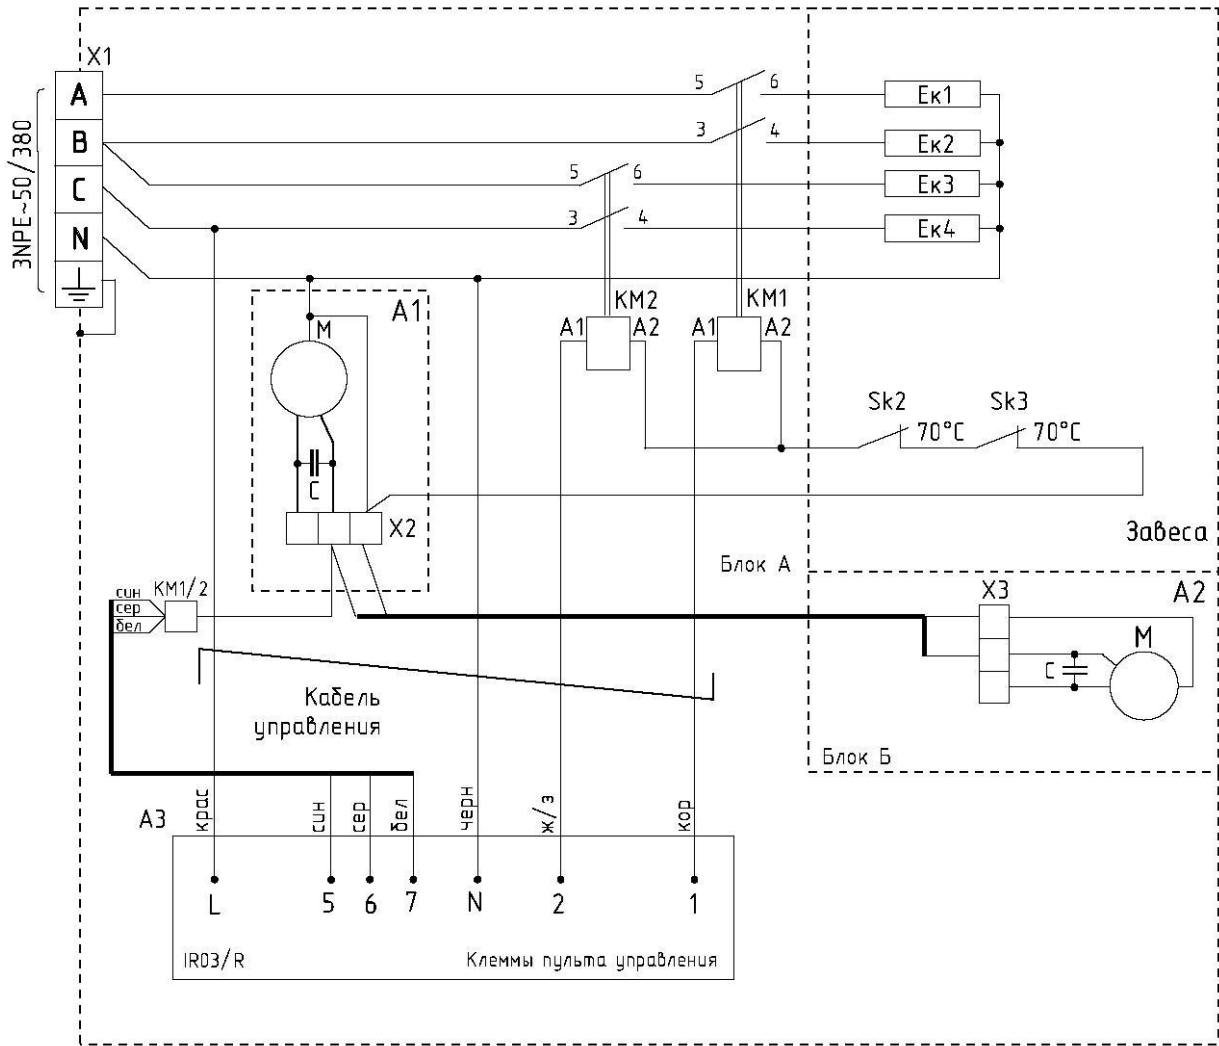 X1
A
B
C
N
3NPE~50/380
5
6
Ек1
3
4
Ек2
5
6
Ек3
3
4
Ек4
KM2
KM1
A1
A2
A1
A2
A1
M
C
X2
Sk2
70°C
Sk3
70°C
Завеса
Блок А
син
сер
бел
KM1/2
X3
A2
M
C
Блок Б
Кабель
управления
A3
крас
син
сер
бел
черн
ж/з
кор
L
5
6
7
N
2
1
IR03/R
Клеммы пульта управления